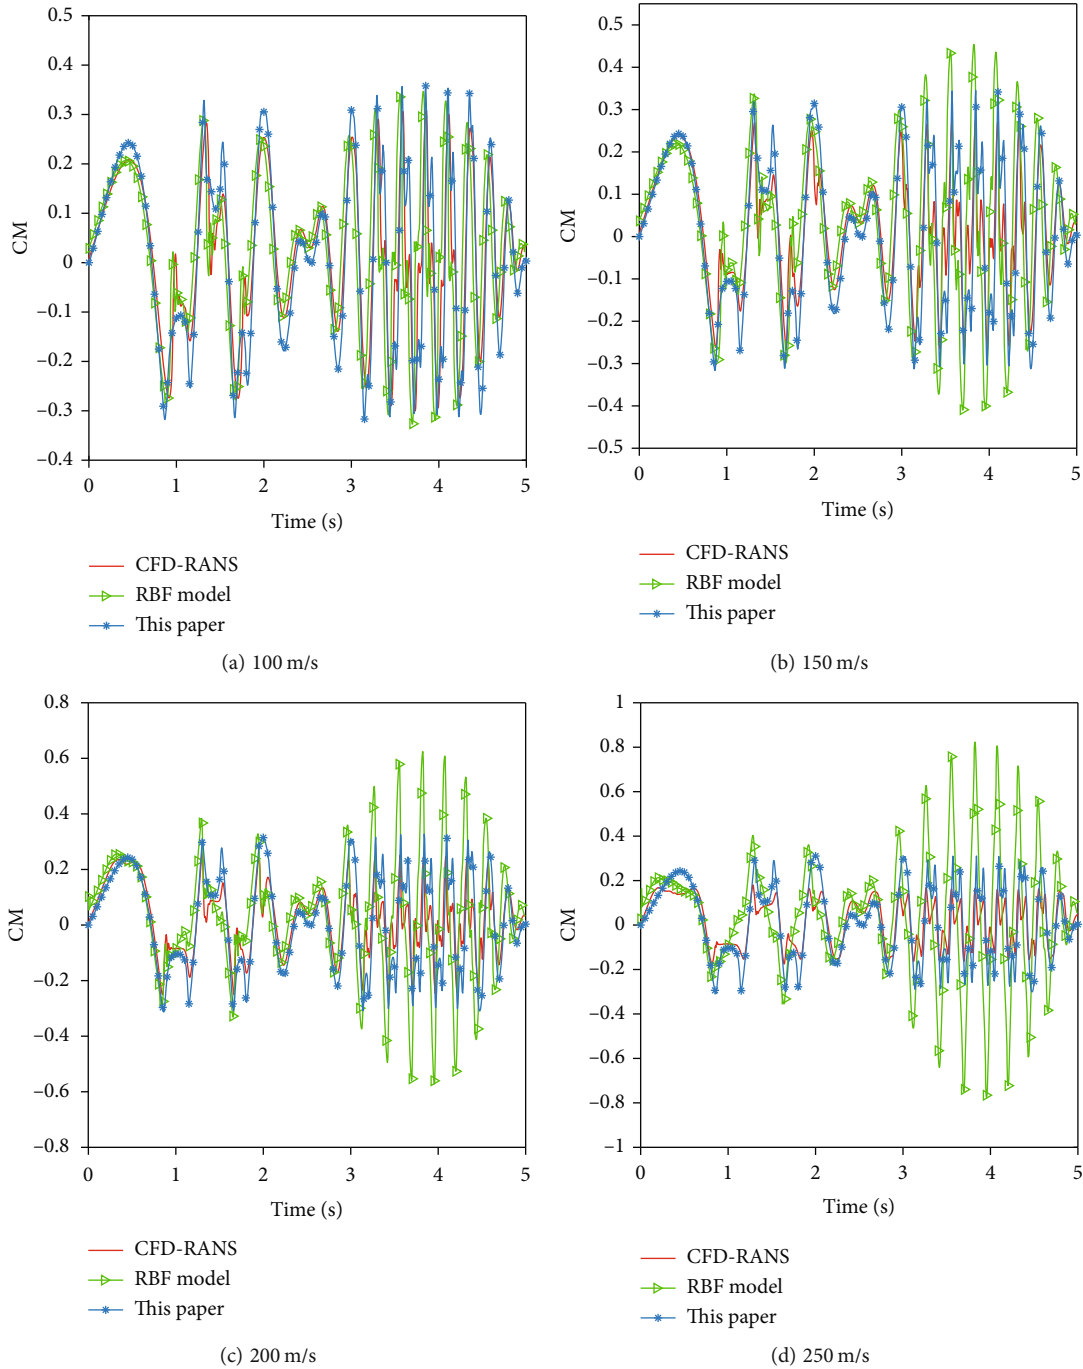 0.5
0.4
0.3
0.2
0.1
0
–0.1
–0.2
–0.3
–0.4
CM
0 1 2 3 4 5
Time (s)
CFD-RANS
RBF model
This paper
(a) 100 m/s
0.5
0.4
0.3
0.2
0.1
0
–0.1
–0.2
–0.3
–0.4
–0.5
CM
0 1 2 3 4 5
Time (s)
CFD-RANS
RBF model
This paper
(b) 150 m/s
0.8
0.6
0.4
0.2
0
–0.2
–0.4
–0.6
–0.8
CM
0 1 2 3 4 5
Time (s)
CFD-RANS
RBF model
This paper
(c) 200 m/s
1
0.8
0.6
0.4
0.2
0
–0.2
–0.4
–0.6
–0.8
–1
CM
0 1 2 3 4 5
Time (s)
CFD-RANS
RBF model
This paper
(d) 250 m/s